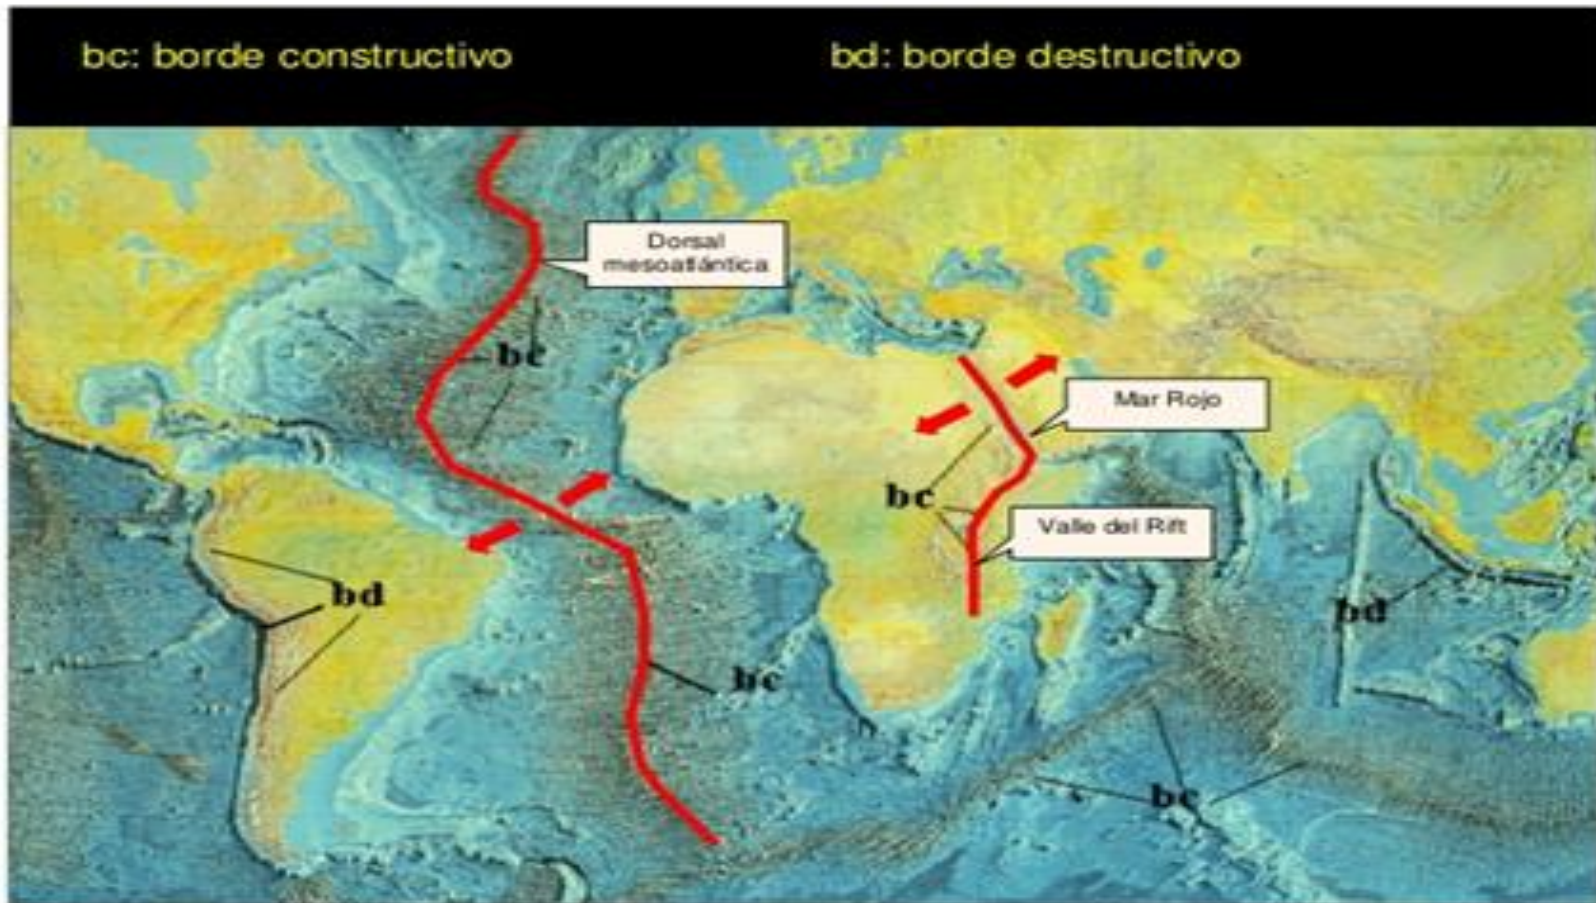 bc: borde constructivo
bd: borde destructivo
Dorsal
mesoatlántica
bc
Mar Rojo
bc
Valle del Rift
bd
bd
bc
bc